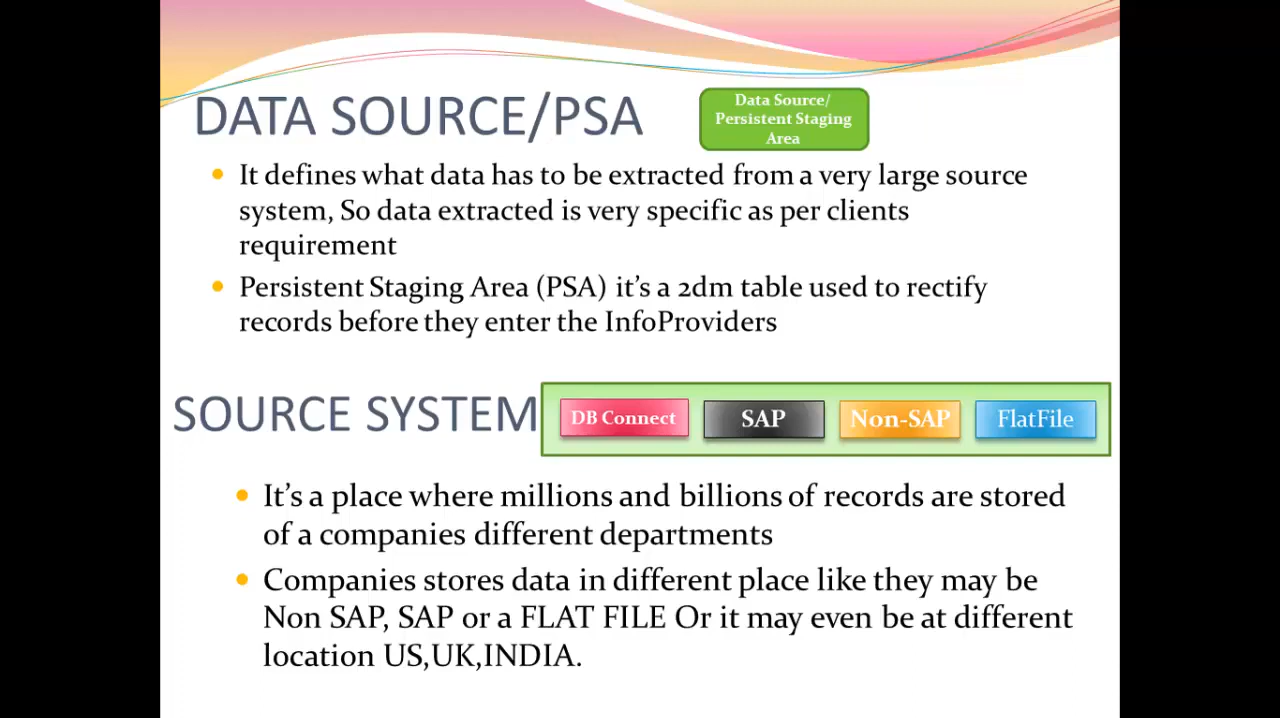 DATA SOURCE/PSA
Data Source/
Persistent Staging
Area
It defines what data has to be extracted from a very large source
system, So data extracted is very specific as per clients
requirement
Persistent Staging Area (PSA) it’s a 2dm table used to rectify
records before they enter the InfoProviders
SOURCE SYSTEM
DB Connect
SAP
Non-SAP
FlatFile
It’s a place where millions and billions of records are stored
of a companies different departments
Companies stores data in different place like they may be
Non SAP, SAP or a FLAT FILE Or it may even be at different
location US,UK,INDIA.